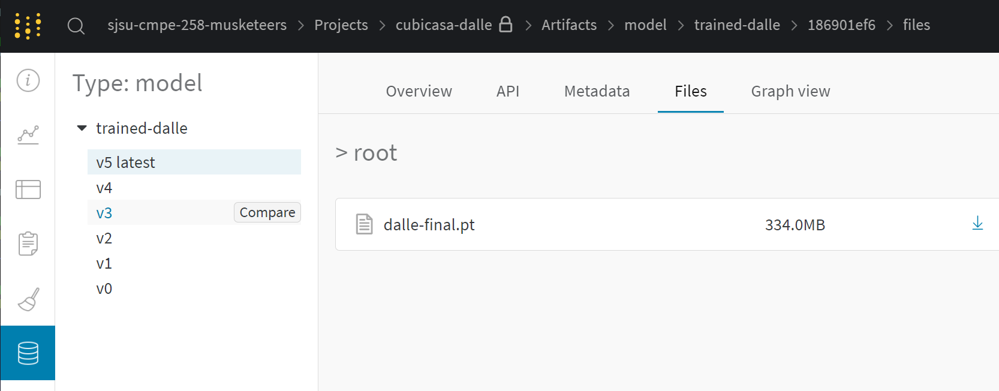 sjsu-cmpe-258-musketeers > Projects > cubicasa-dalle > Artifacts > model > trained-dalle > 186901ef6 > files
Type: model
trained-dalle
v5 latest
v4
v3 Compare
v2
v1
v0
Overview API Metadata Files Graph view
> root
dalle-final.pt 334.0MB